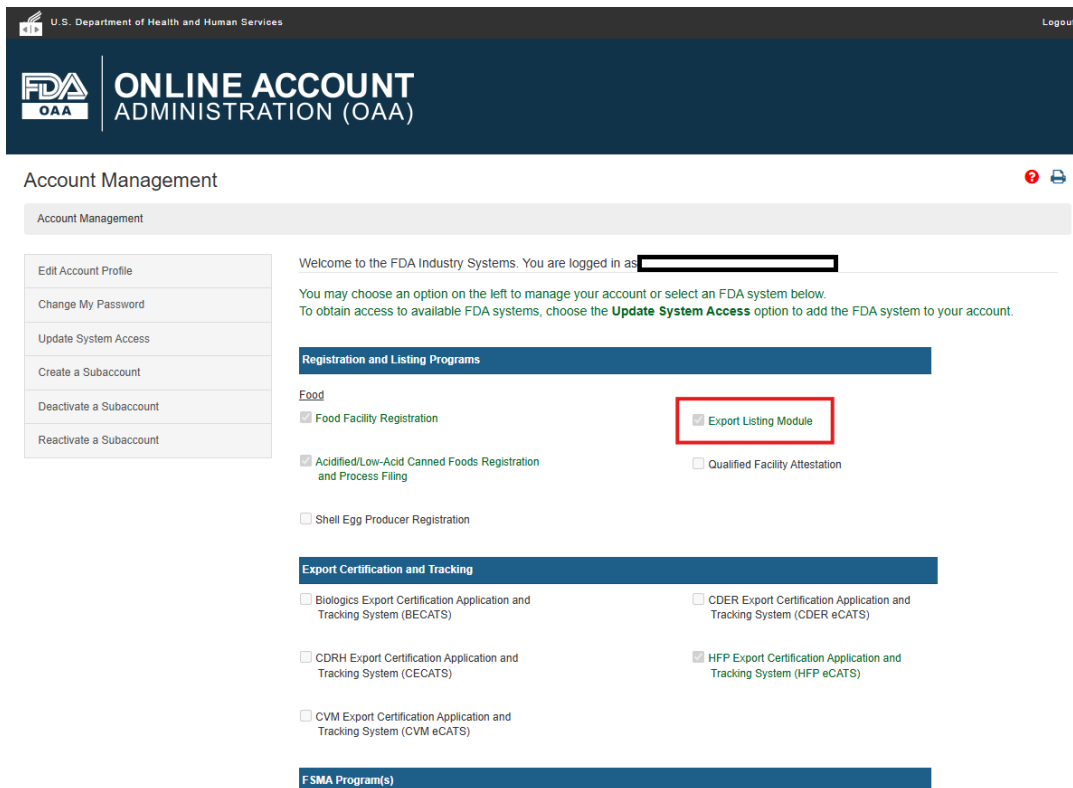 U.S. Department of Health and Human Services
Logout
FDA
OAA
ONLINE ACCOUNT
ADMINISTRATION (OAA)
Account Management
Account Management
Edit Account Profile
Change My Password
Update System Access
Create a Subaccount
Deactivate a Subaccount
Reactivate a Subaccount
Welcome to the FDA Industry Systems. You are logged in as
You may choose an option on the left to manage your account or select an FDA system below.
To obtain access to available FDA systems, choose the Update System Access option to add the FDA system to your account.
Registration and Listing Programs
Food
Food Facility Registration
Export Listing Module
Acidified/Low-Acid Canned Foods Registration
and Process Filing
Qualified Facility Attestation
Shell Egg Producer Registration
Export Certification and Tracking
Biologics Export Certification Application and
Tracking System (BECATS)
CDER Export Certification Application and
Tracking System (CDER eCATS)
CDRH Export Certification Application and
Tracking System (CECATS)
HFP Export Certification Application and
Tracking System (HFP eCATS)
CVM Export Certification Application and
Tracking System (CVM eCATS)
FSMA Program(s)